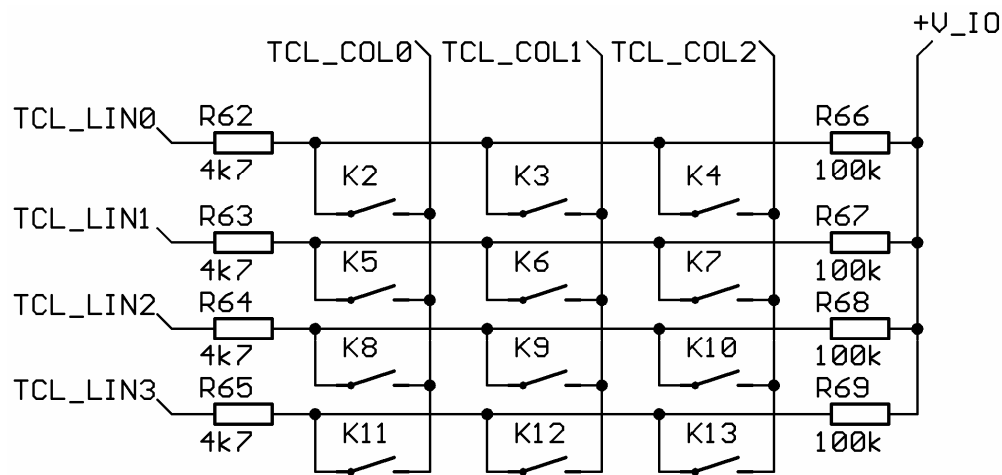 +V_IO
TCL_COL0 TCL_COL1 TCL_COL2
TCL_LIN0 R62 R66
4k7 K2 K3 K4 100k
TCL_LIN1 R63 R67
4k7 K5 K6 K7 100k
TCL_LIN2 R64 R68
4k7 K8 K9 K10 100k
TCL_LIN3 R65 R69
4k7 K11 K12 K13 100k